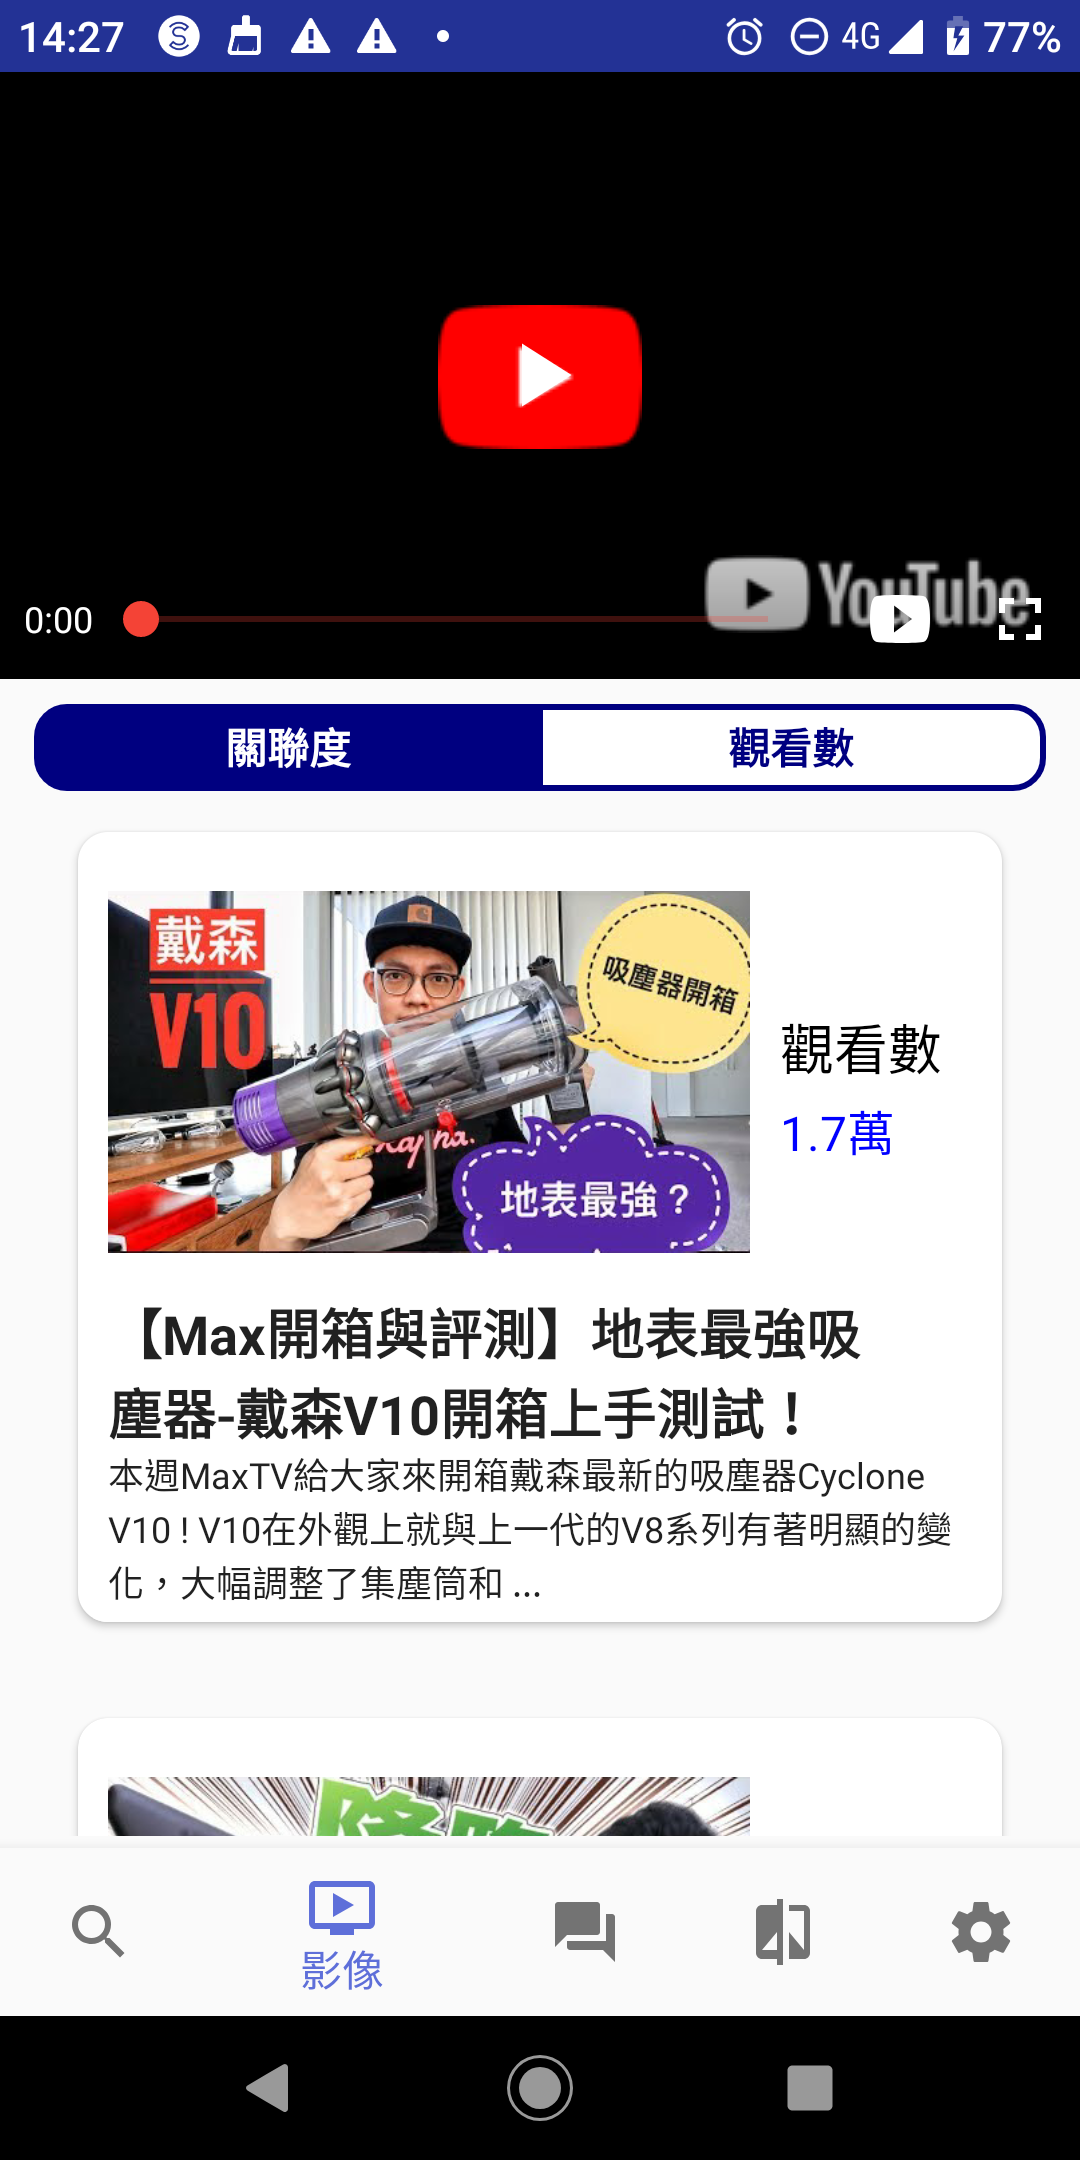 14:27
4G
77%
YouTube
0:00
關聯度
觀看數
戴森
V10
吸塵器開箱
地表最強？
觀看數
1.7萬
【Max開箱與評測】地表最強吸
塵器-戴森V10開箱上手測試！
本週MaxTV給大家來開箱戴森最新的吸塵器Cyclone
V10 ! V10在外觀上就與上一代的V8系列有著明顯的變
化，大幅調整了集塵筒和 ...
影像